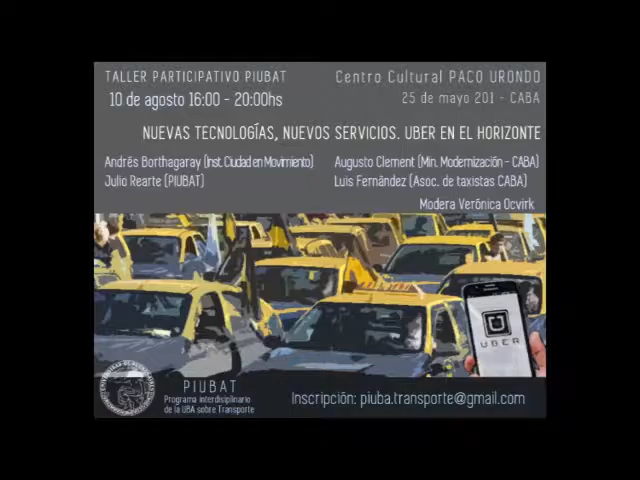 TALLER PARTICIPATIVO PIUBAT
Centro Cultural PACO URONDO
10 de agosto 16:00 - 20:00hs
25 de mayo 201 - CABA
NUEVAS TECNOLOGÍAS, NUEVOS SERVICIOS. UBER EN EL HORIZONTE
Andrés Borthagaray (Inst. Ciudad en Movimiento)
Augusto Clement (Min. Modernización - CABA)
Julio Rearte (PIUBAT)
Luis Fernández (Asoc. de taxistas CABA)
Modera Verónica Ocvirk
UBER
PIUBAT
Programa Interdisiplinario
de la UBA sobre Transporte
Inscripción: piuba.transporte@gmail.com